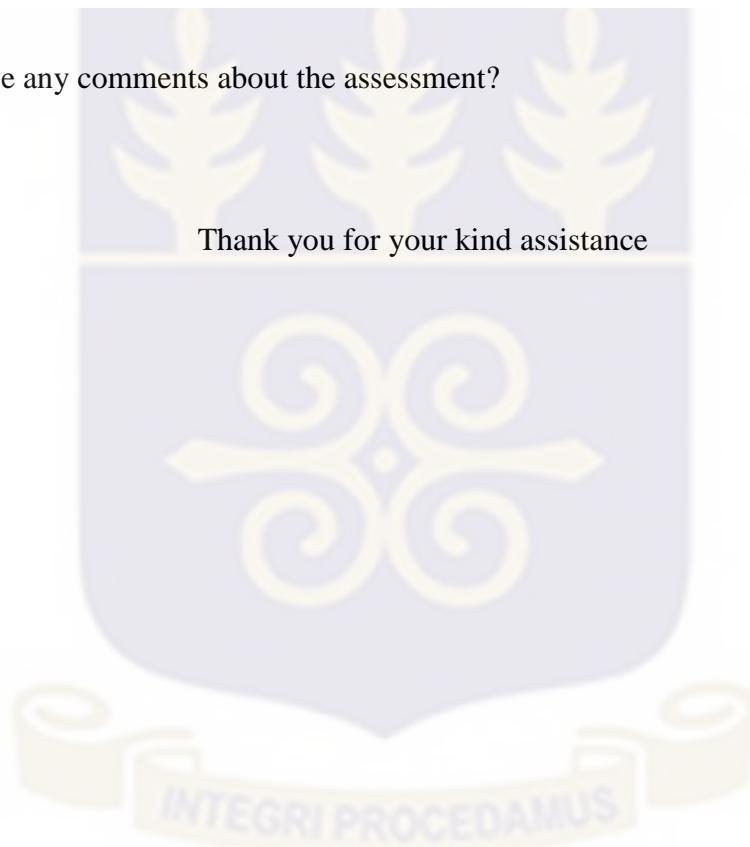 e any comments about the assessment?
Thank you for your kind assistance
INTEGRI PROCEDAMUS